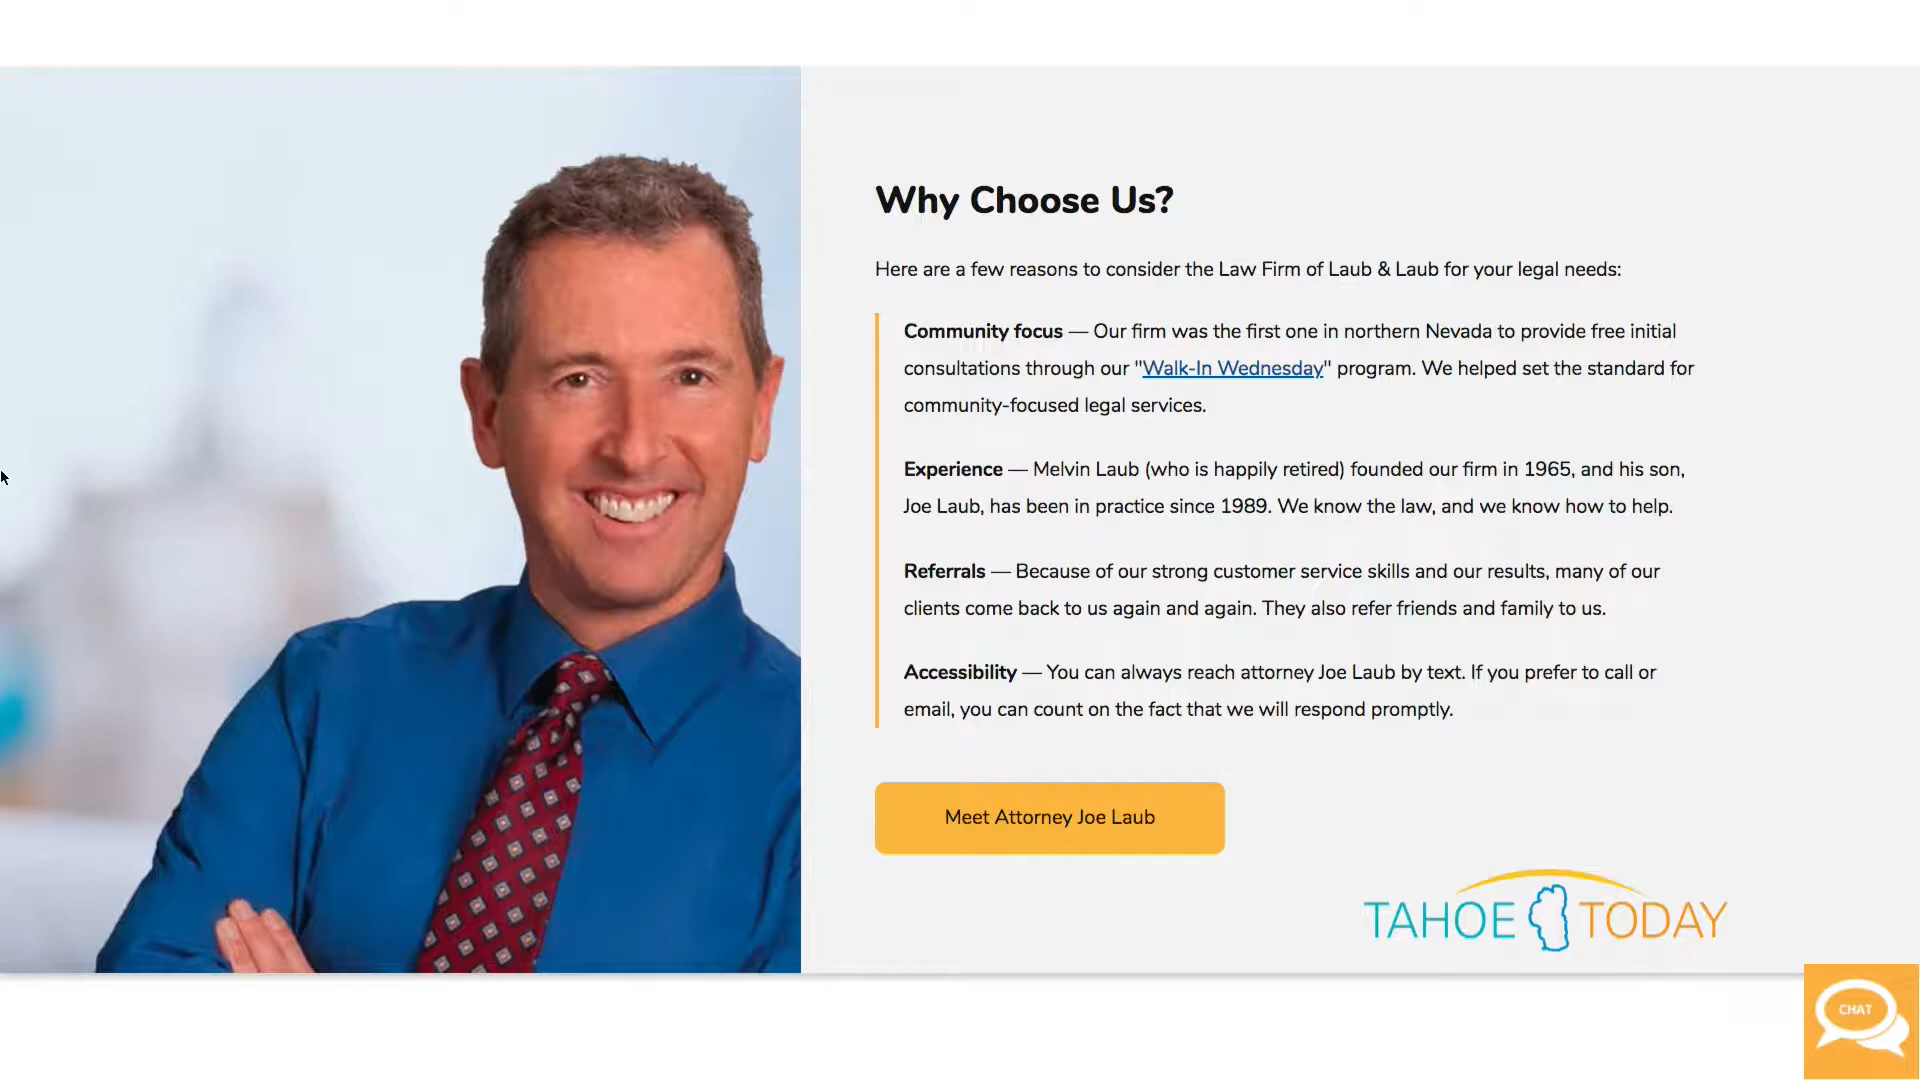 Why Choose Us?
Here are a few reasons to consider the Law Firm of Laub & Laub for your legal needs:
Community focus — Our firm was the first one in northern Nevada to provide free initial
consultations through our "Walk-In Wednesday" program. We helped set the standard for
community-focused legal services.
Experience — Melvin Laub (who is happily retired) founded our firm in 1965, and his son,
Joe Laub, has been in practice since 1989. We know the law, and we know how to help.
Referrals — Because of our strong customer service skills and our results, many of our
clients come back to us again and again. They also refer friends and family to us.
Accessibility — You can always reach attorney Joe Laub by text. If you prefer to call or
email, you can count on the fact that we will respond promptly.
Meet Attorney Joe Laub
TAHOE TODAY
CHAT